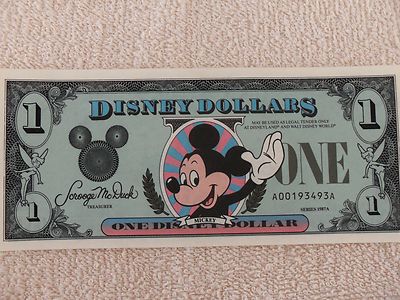 1
DISNEY DOLLARS
1
MAY BE USED AS LEGAL TENDER ONLY
AT DISNEYLAND® AND WALT DISNEY WORLD®
ONE
Scrooge McDuck
TREASURER
A00193493A
MICKEY
SERIES 1987A
1
ONE DISNEY DOLLAR
1